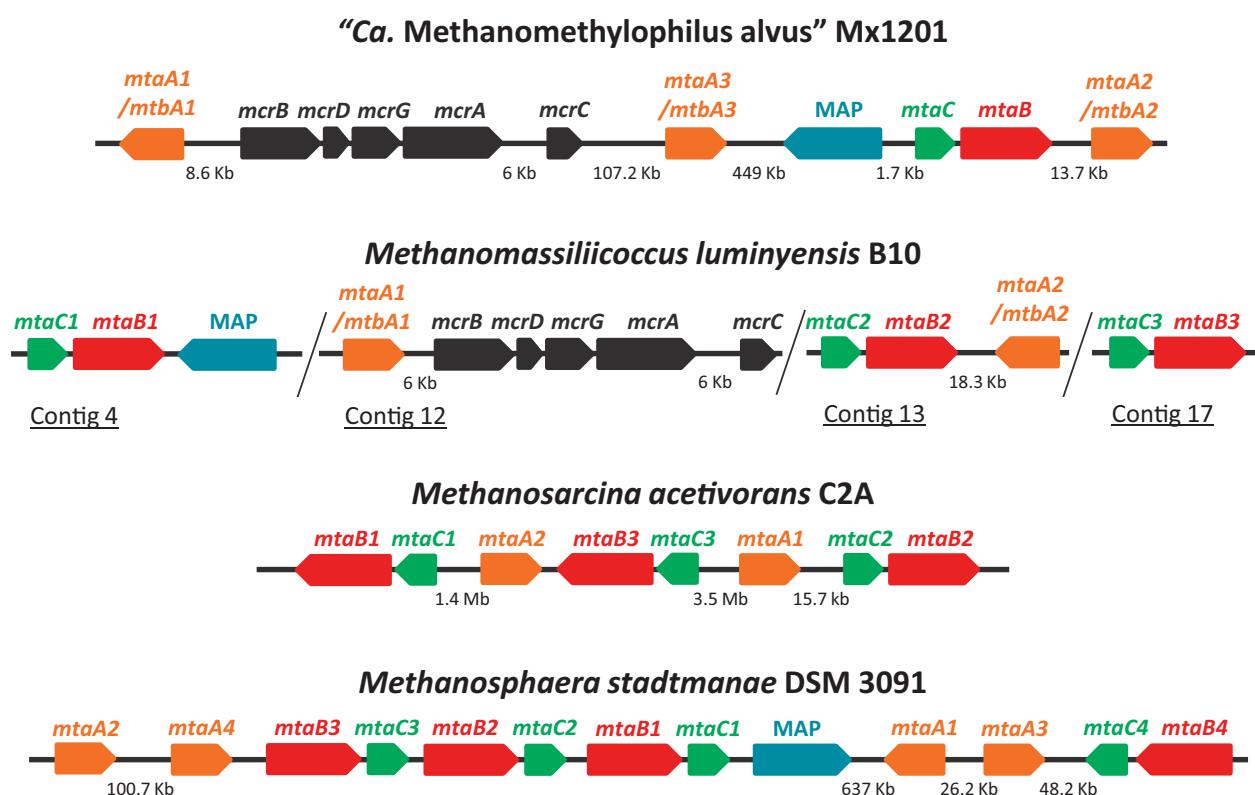 “Ca. Methanomethylophilus alvus” Mx1201
mtaA1 /mtbA1 mcrB mcrD mcrG mcrA mcrC mtaA3 /mtbA3 MAP mtaC mtaB mtaA2 /mtbA2
8.6 Kb 6 Kb 107.2 Kb 449 Kb 1.7 Kb 13.7 Kb
Methanomassiliicoccus luminyensis B10
mtaC1 mtaB1 MAP mtaA1 /mtbA1 mcrB mcrD mcrG mcrA mcrC mtaC2 mtaB2 mtaA2 /mtbA2 mtaC3 mtaB3
6 Kb 6 Kb 18.3 Kb
Contig 4 Contig 12 Contig 13 Contig 17
Methanosarcina acetivorans C2A
mtaB1 mtaC1 mtaA2 mtaB3 mtaC3 mtaA1 mtaC2 mtaB2
1.4 Mb 3.5 Mb 15.7 kb
Methanosphaera stadtmanae DSM 3091
mtaA2 mtaA4 mtaB3 mtaC3 mtaB2 mtaC2 mtaB1 mtaC1 MAP mtaA1 mtaA3 mtaC4 mtaB4
100.7 Kb 637 Kb 26.2 Kb 48.2 Kb